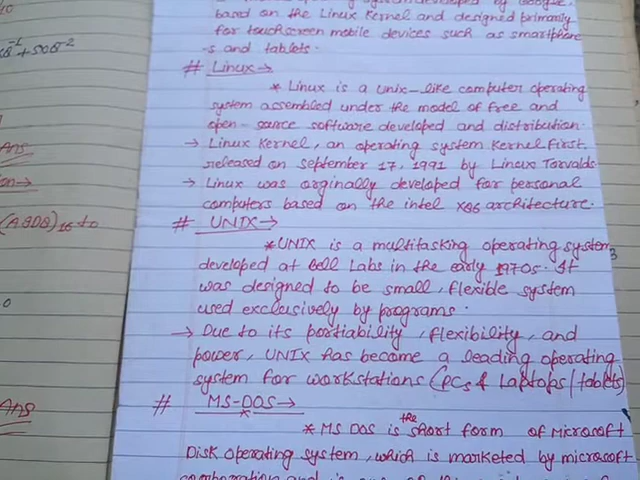 based on the Linux Kernel and designed primarily
for touchscreen mobile devices such as smartphone
s and tablets.
# Linux →
* Linux is a unix-like computer operating
system assembled under the model of free and
open-source software developed and distribution.
→ Linux Kernel, an operating system Kernel first
released on september 17, 1991 by Linux Torvalds
→ Linux was orginally developed for personal
computers based on the intel x86 architecture.
# UNIX →
* UNIX is a multitasking operating system
developed at Bell Labs in the early 1970s. It
was designed to be small, flexible system
used exclusively by programs.
→ Due to its portiability, flexibility, and
power, UNIX has become a leading operating
system for workstations (PCs & Laptops/tablets)
# MS-DOS →
* MS DOS is the short form of Microsoft
Disk operating system, which is marketed by microsoft
Ans
Ans